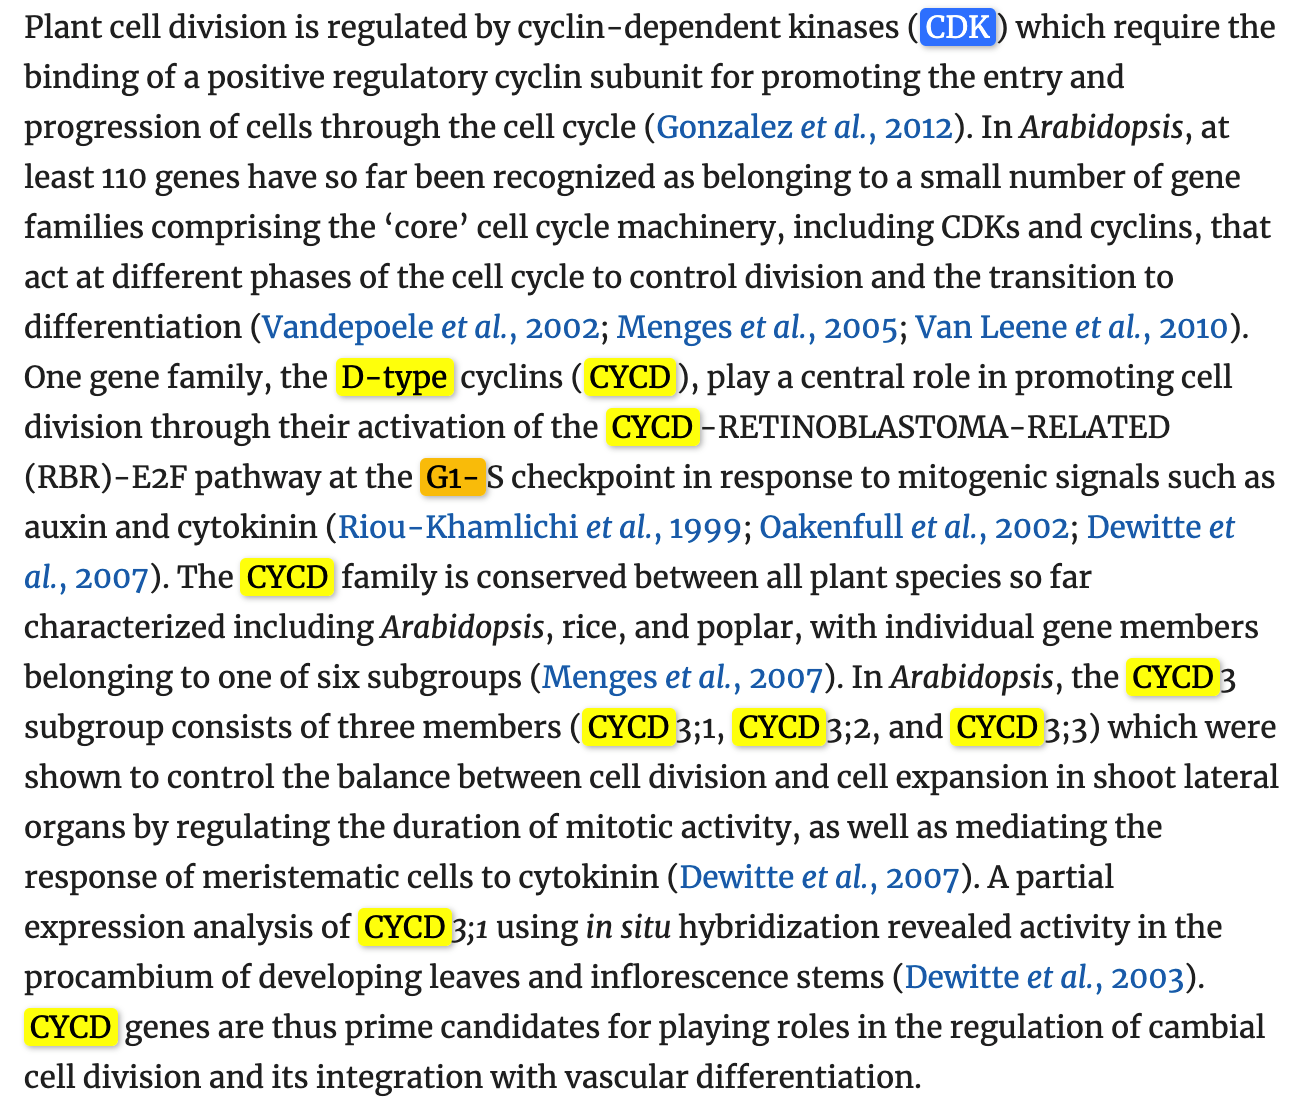 Plant cell division is regulated by cyclin-dependent kinases (CDK) which require the
binding of a positive regulatory cyclin subunit for promoting the entry and
progression of cells through the cell cycle (Gonzalez et al., 2012). In Arabidopsis, at
least 110 genes have so far been recognized as belonging to a small number of gene
families comprising the ‘core’ cell cycle machinery, including CDKs and cyclins, that
act at different phases of the cell cycle to control division and the transition to
differentiation (Vandepoele et al., 2002; Menges et al., 2005; Van Leene et al., 2010).
One gene family, the D-type cyclins (CYCD), play a central role in promoting cell
division through their activation of the CYCD-RETINOBLASTOMA-RELATED
(RBR)-E2F pathway at the G1-S checkpoint in response to mitogenic signals such as
auxin and cytokinin (Riou-Khamlichi et al., 1999; Oakenfull et al., 2002; Dewitte et
al., 2007). The CYCD family is conserved between all plant species so far
characterized including Arabidopsis, rice, and poplar, with individual gene members
belonging to one of six subgroups (Menges et al., 2007). In Arabidopsis, the CYCD3
subgroup consists of three members (CYCD3;1, CYCD3;2, and CYCD3;3) which were
shown to control the balance between cell division and cell expansion in shoot lateral
organs by regulating the duration of mitotic activity, as well as mediating the
response of meristematic cells to cytokinin (Dewitte et al., 2007). A partial
expression analysis of CYCD3;1 using in situ hybridization revealed activity in the
procambium of developing leaves and inflorescence stems (Dewitte et al., 2003).
CYCD genes are thus prime candidates for playing roles in the regulation of cambial
cell division and its integration with vascular differentiation.